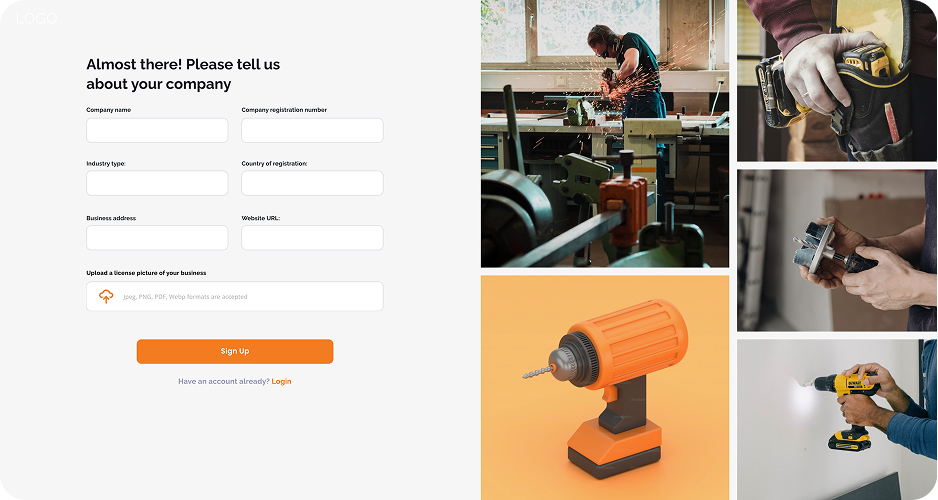 LOGO
Almost there! Please tell us
about your company
Company name
Company registration number
Industry type:
Country of registration:
Business address
Website URL:
Upload a license picture of your business
Jpeg, PNG, PDF, Webp formats are accepted
Sign Up
Have an account already? Login
DEWALT